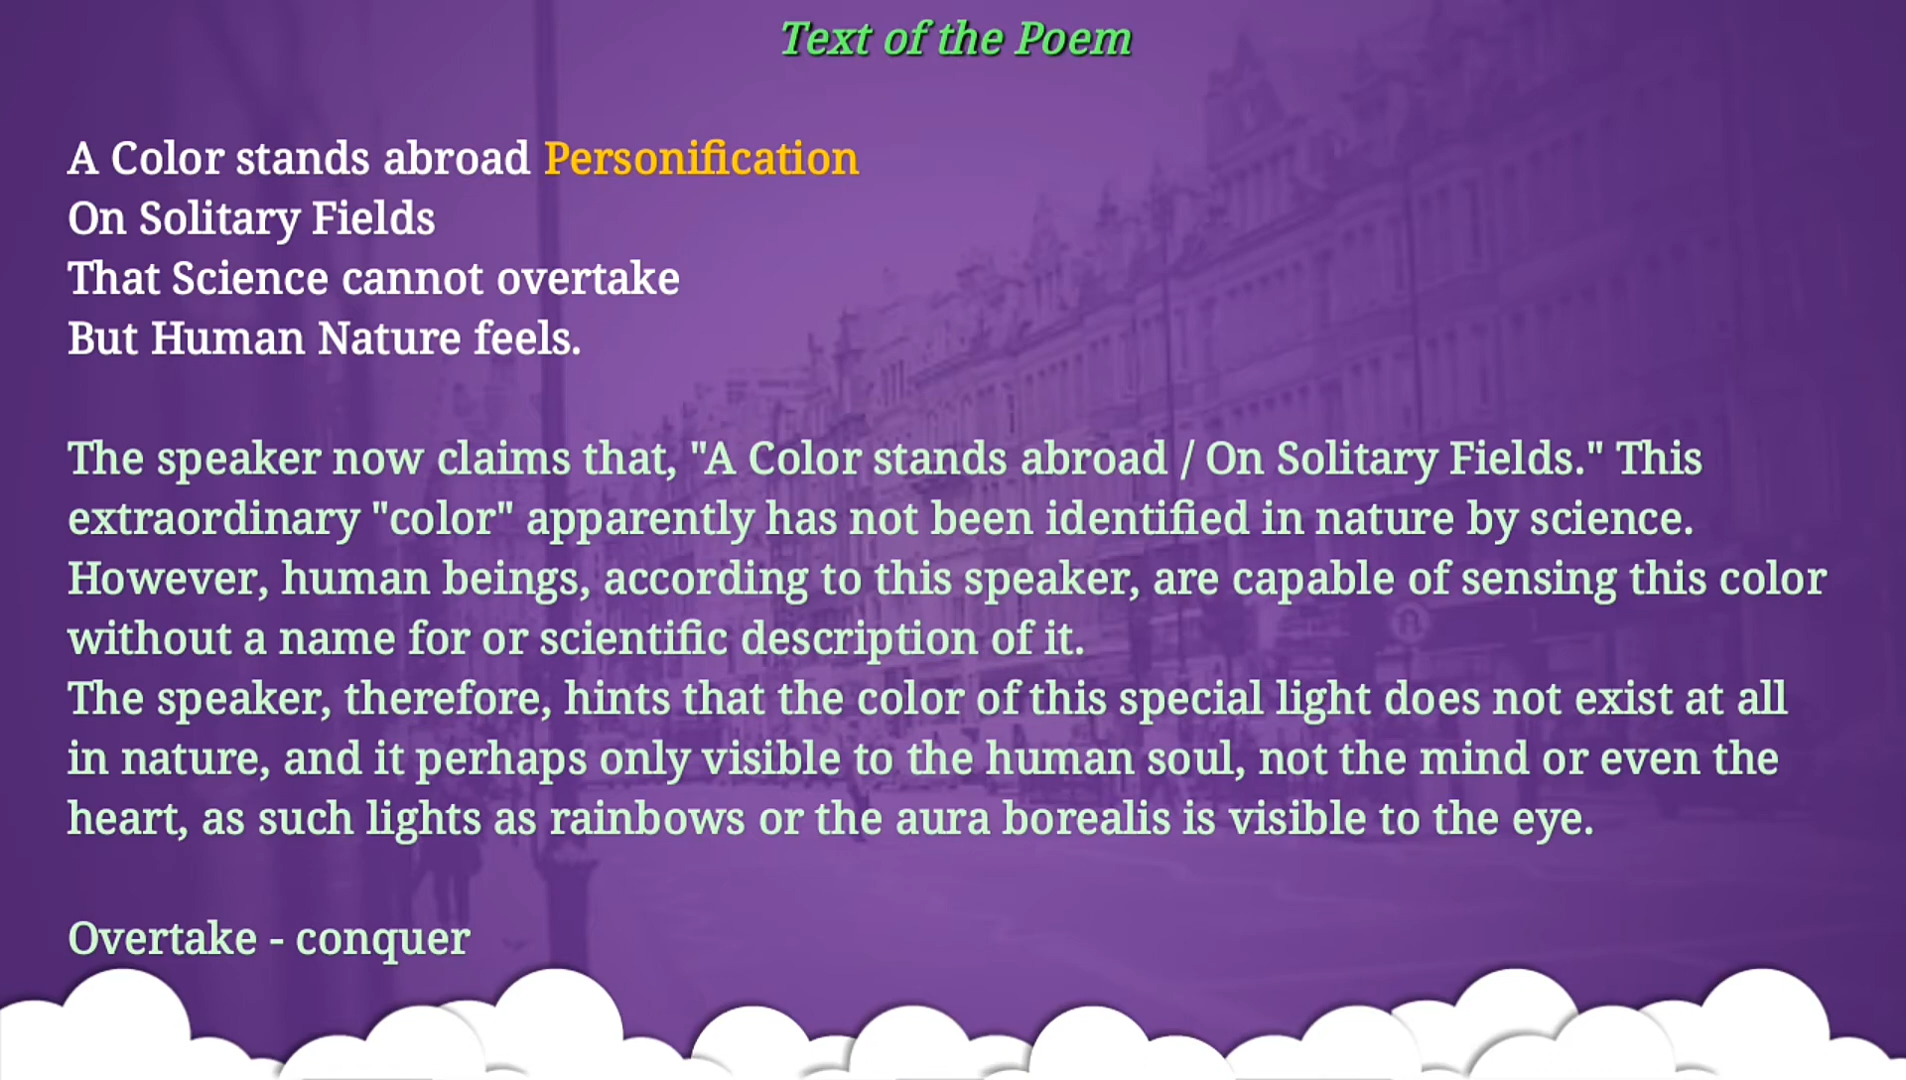 Text of the Poem
A Color stands abroad Personification
On Solitary Fields
That Science cannot overtake
But Human Nature feels.
The speaker now claims that, "A Color stands abroad / On Solitary Fields." This
extraordinary "color" apparently has not been identified in nature by science.
However, human beings, according to this speaker, are capable of sensing this color
without a name for or scientific description of it.
The speaker, therefore, hints that the color of this special light does not exist at all
in nature, and it perhaps only visible to the human soul, not the mind or even the
heart, as such lights as rainbows or the aura borealis is visible to the eye.
Overtake - conquer